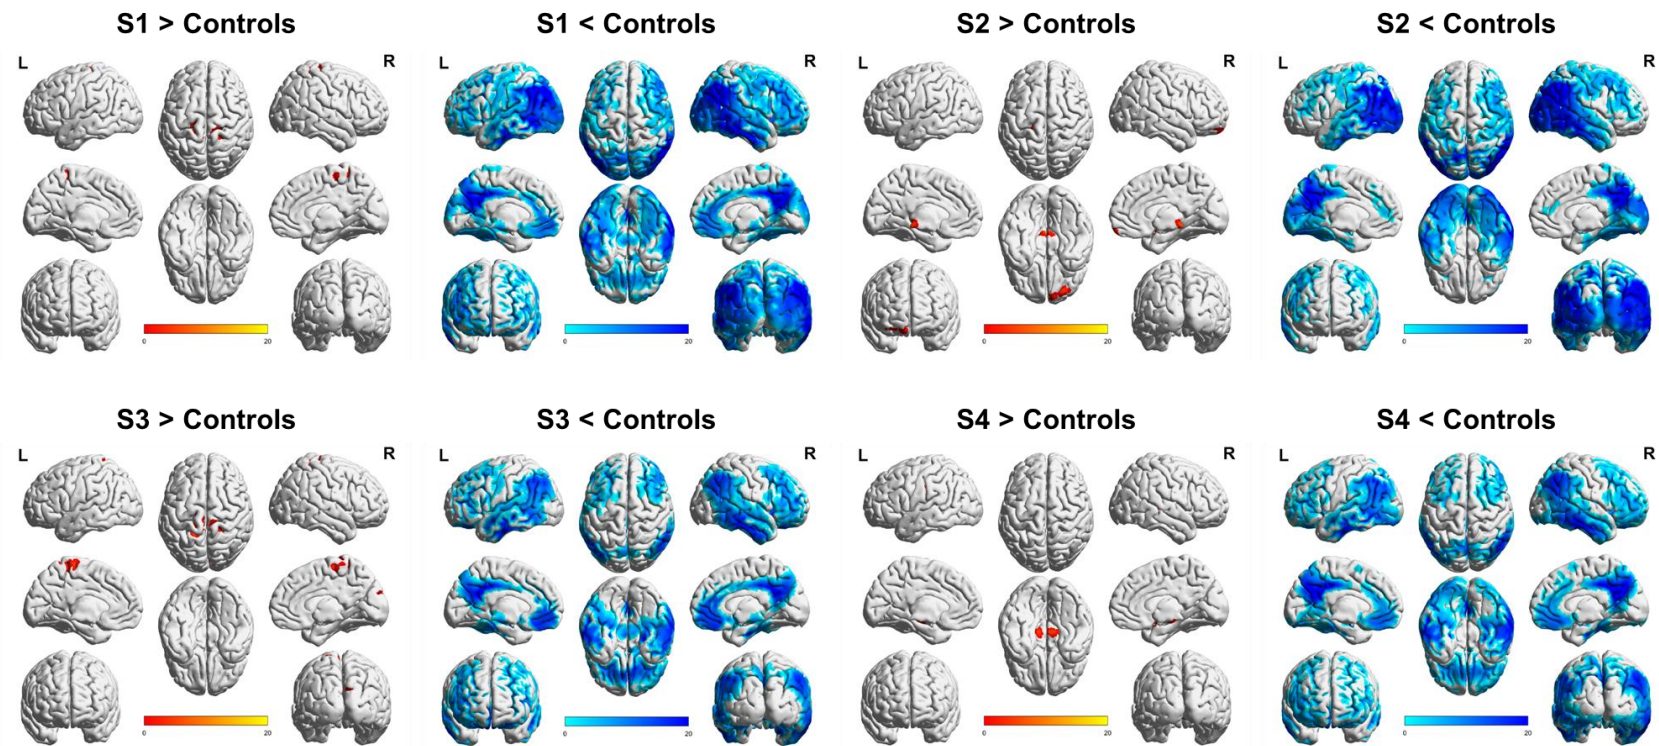 S1 > Controls S1 < Controls S2 > Controls S2 < Controls
L R L R L R L R
0 20 0 20 0 20 0 20
S3 > Controls S3 < Controls S4 > Controls S4 < Controls
L R L R L R L R
0 20 0 20 0 20 0 20